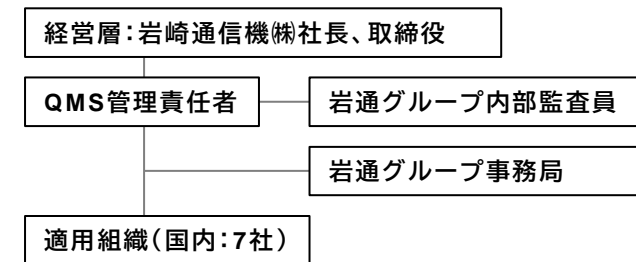 経営層：岩崎通信機㈱社長、取締役
QMS管理責任者
岩通グループ内部監査員
岩通グループ事務局
適用組織（国内：7社）